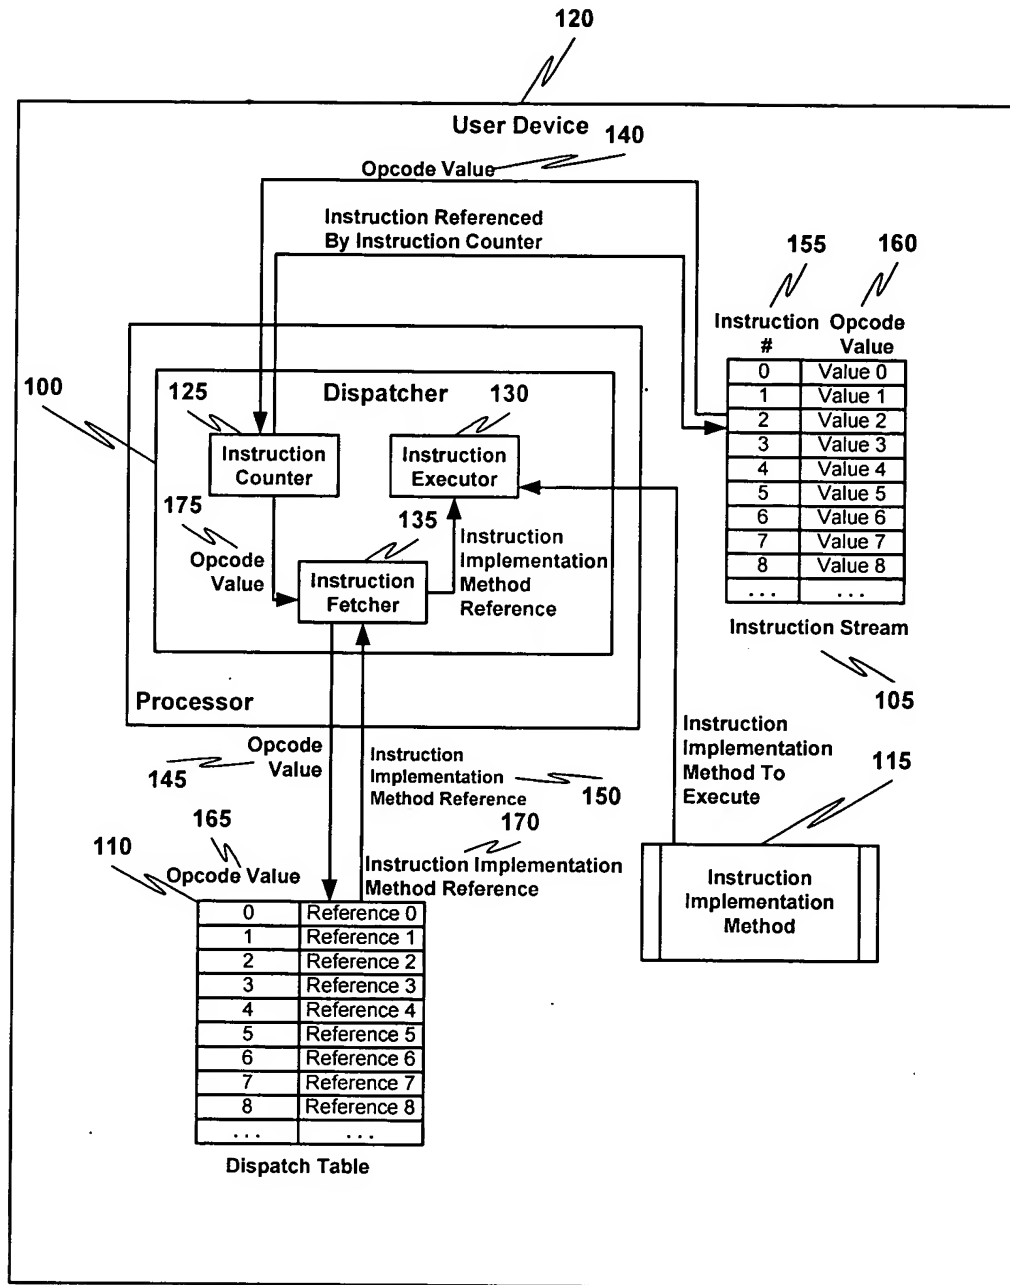 120
User Device
140
Opcode Value
Instruction Referenced
By Instruction Counter
155
160
Instruction Opcode
# Value
0 Value 0
1 Value 1
2 Value 2
3 Value 3
4 Value 4
5 Value 5
6 Value 6
7 Value 7
8 Value 8
... ...
Instruction Stream
105
100
125
Dispatcher
130
Instruction
Counter
Instruction
Executor
175
Opcode
Value
135
Instruction
Fetcher
Instruction
Implementation
Method
Reference
Processor
Opcode
Value
145
Instruction
Implementation
Method Reference
150
Instruction
Implementation
Method To
Execute
115
Instruction
Implementation
Method
165
110
Opcode Value
170
Instruction Implementation
Method Reference
0 Reference 0
1 Reference 1
2 Reference 2
3 Reference 3
4 Reference 4
5 Reference 5
6 Reference 6
7 Reference 7
8 Reference 8
... ...
Dispatch Table